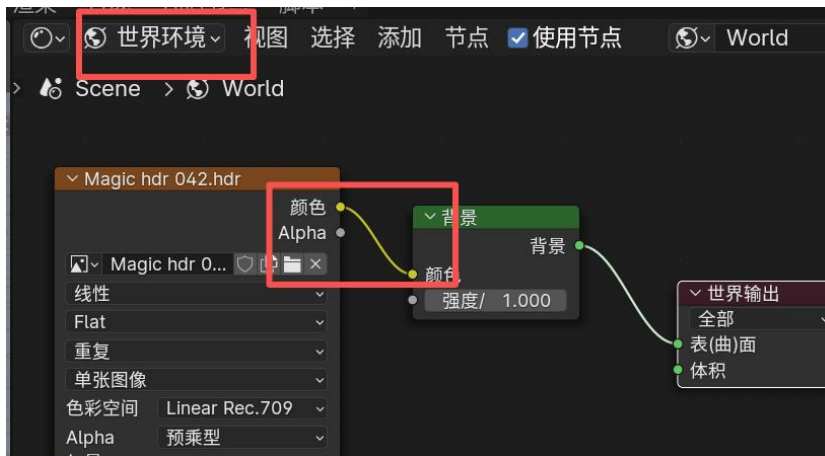 世界环境 视图 选择 添加 节点 使用节点 World
Scene > World
Magic hdr 042.hdr
颜色
Alpha
Magic hdr 0...
线性
Flat
重复
单张图像
色彩空间 Linear Rec.709
Alpha 预乘型
背景
背景
颜色
强度/ 1.000
世界输出
全部
表(曲)面
体积